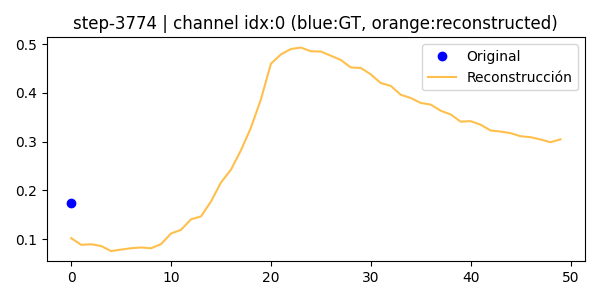 step-3774 | channel idx:0 (blue:GT, orange:reconstructed)
0.5
0.4
0.3
0.2
0.1
Original
Reconstrucción
0 10 20 30 40 50